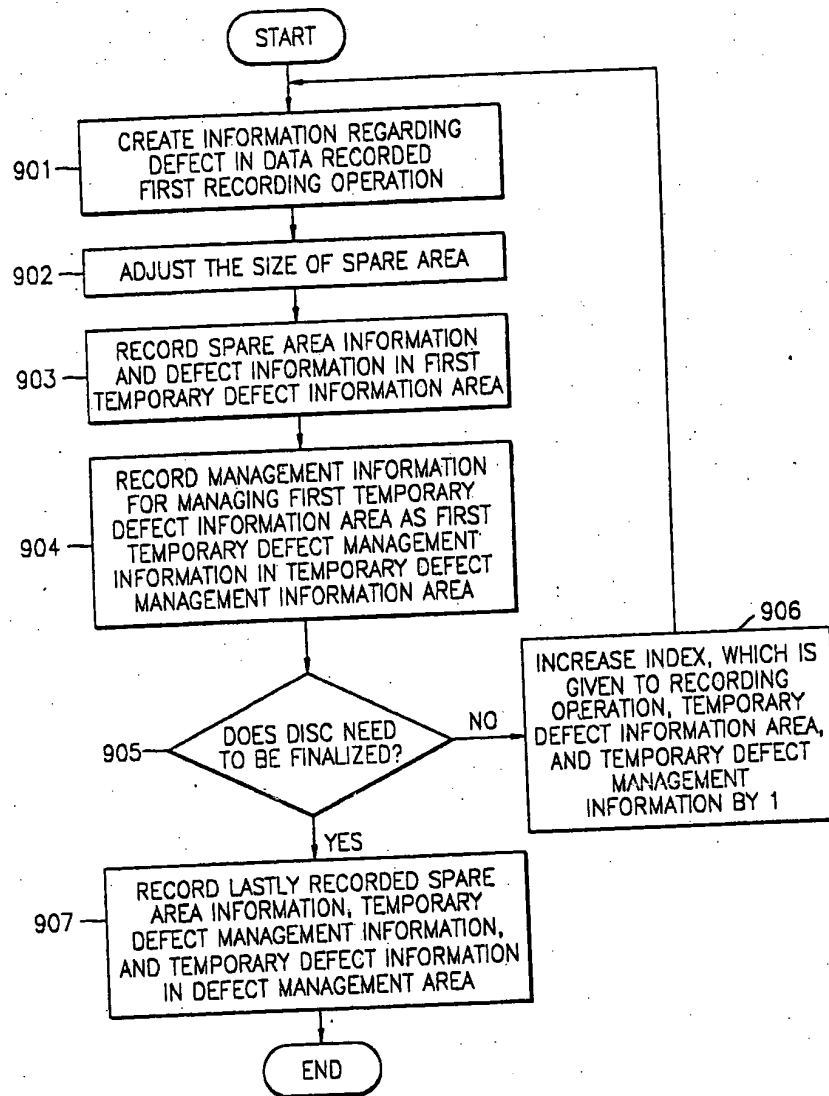 START
901
CREATE INFORMATION REGARDING
DEFECT IN DATA RECORDED
FIRST RECORDING OPERATION
902
ADJUST THE SIZE OF SPARE AREA
903
RECORD SPARE AREA INFORMATION
AND DEFECT INFORMATION IN FIRST
TEMPORARY DEFECT INFORMATION AREA
904
RECORD MANAGEMENT INFORMATION
FOR MANAGING FIRST TEMPORARY
DEFECT INFORMATION AREA AS FIRST
TEMPORARY DEFECT MANAGEMENT
INFORMATION IN TEMPORARY DEFECT
MANAGEMENT INFORMATION AREA
905
DOES DISC NEED
TO BE FINALIZED?
NO
906
INCREASE INDEX, WHICH IS
GIVEN TO RECORDING
OPERATION, TEMPORARY
DEFECT INFORMATION AREA,
AND TEMPORARY DEFECT
MANAGEMENT
INFORMATION BY 1
YES
907
RECORD LASTLY RECORDED SPARE
AREA INFORMATION, TEMPORARY
DEFECT MANAGEMENT INFORMATION,
AND TEMPORARY DEFECT INFORMATION
IN DEFECT MANAGEMENT AREA
END